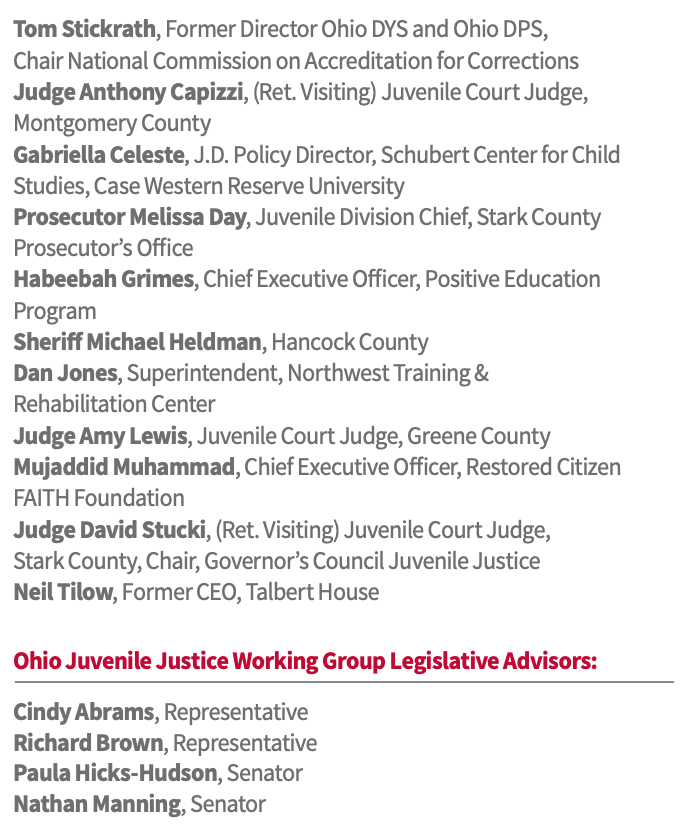 Tom Stickrath, Former Director Ohio DYS and Ohio DPS,
Chair National Commission on Accreditation for Corrections
Judge Anthony Capizzi, (Ret. Visiting) Juvenile Court Judge,
Montgomery County
Gabriella Celeste, J.D. Policy Director, Schubert Center for Child
Studies, Case Western Reserve University
Prosecutor Melissa Day, Juvenile Division Chief, Stark County
Prosecutor’s Office
Habeebah Grimes, Chief Executive Officer, Positive Education
Program
Sheriff Michael Heldman, Hancock County
Dan Jones, Superintendent, Northwest Training &
Rehabilitation Center
Judge Amy Lewis, Juvenile Court Judge, Greene County
Mujaddid Muhammad, Chief Executive Officer, Restored Citizen
FAITH Foundation
Judge David Stucki, (Ret. Visiting) Juvenile Court Judge,
Stark County, Chair, Governor’s Council Juvenile Justice
Neil Tilow, Former CEO, Talbert House
Ohio Juvenile Justice Working Group Legislative Advisors:
Cindy Abrams, Representative
Richard Brown, Representative
Paula Hicks-Hudson, Senator
Nathan Manning, Senator